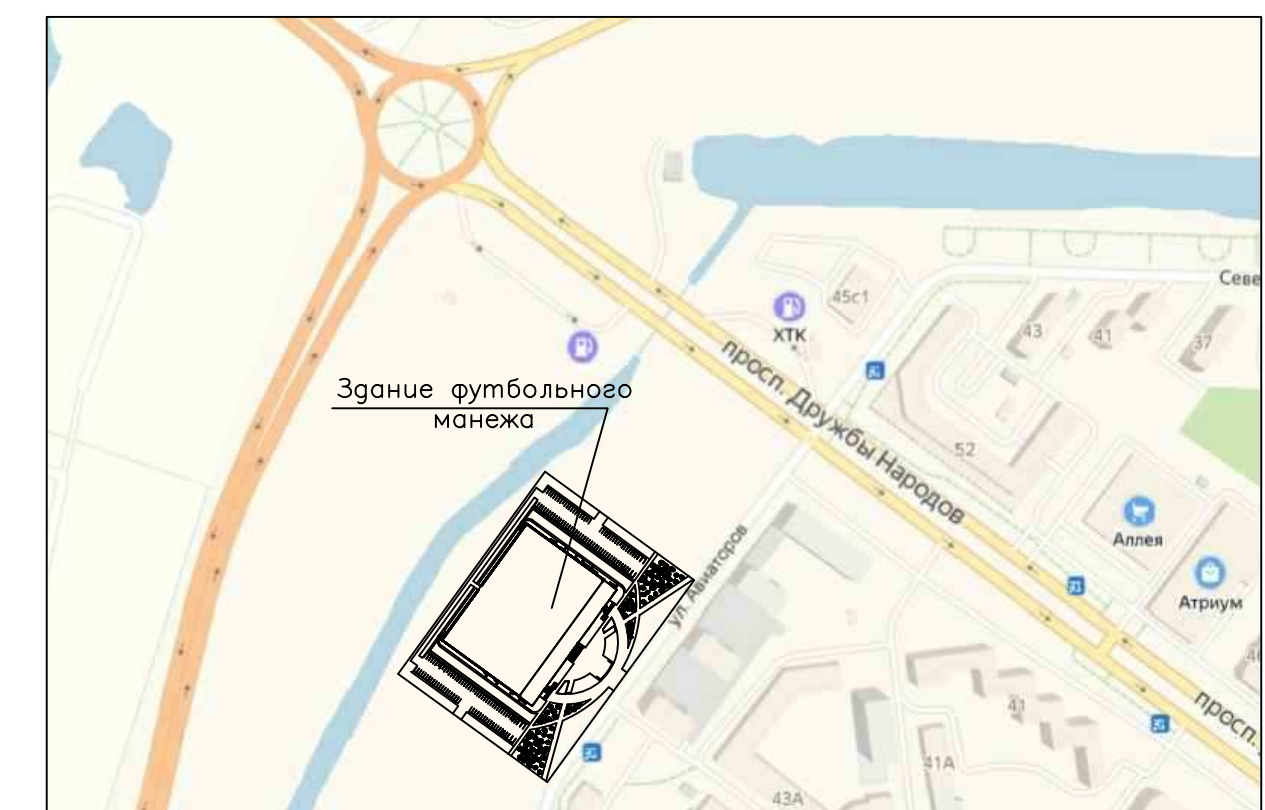 Севе
45с1
43
41
37
ХТК
просп. Дружбы Народов
Здание футбольного
манежа
52
Аллея
Атриум
ул. Авиаторов
41
просп.
41А
43А